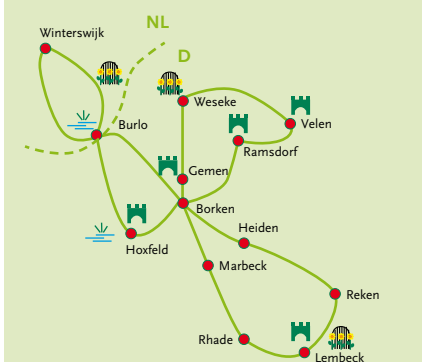 Winterswijk
NL
D
Weseke
Burlo
Velen
Ramsdorf
Gemen
Borken
Heiden
Hoxfeld
Marbeck
Reken
Rhade
Lembeck